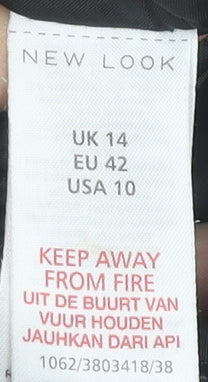 NEW LOOK
UK 14
EU 42
USA 10
KEEP AWAY
FROM FIRE
UIT DE BUURT VAN
VUUR HOUDEN
JAUHKAN DARI API
1062/3803418/38